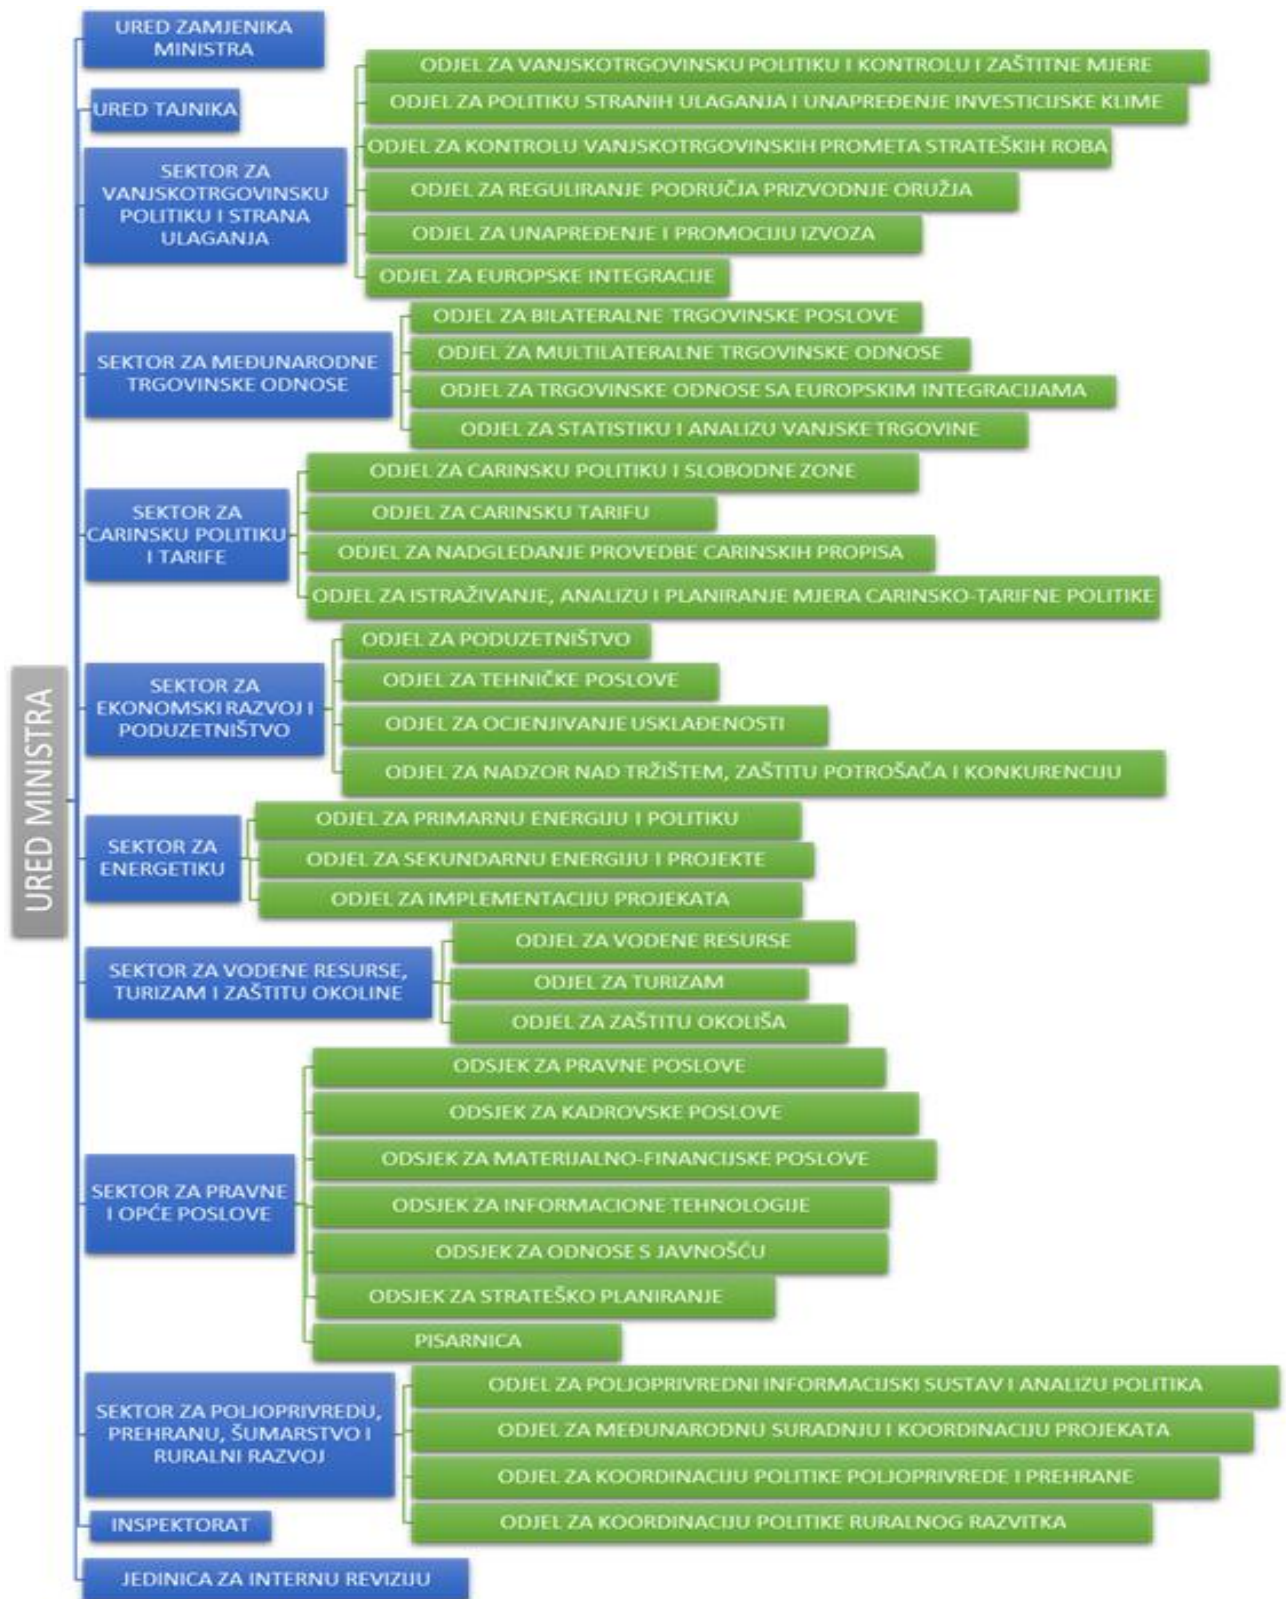 URED MINISTRA
URED ZAMJENIKA
MINISTRA
URED TAJNIKA
SEKTOR ZA
VANJSKOTRGOVINSKU
POLITIKU I STRANA
ULAGANJA
ODJEL ZA VANJSKOTRGOVINSKU POLITIKU I KONTROLU I ZAŠTITNE MJERE
ODJEL ZA POLITIKU STRANIH ULAGANJA I UNAPREĐENJE INVESTICIJSKE KLIME
ODJEL ZA KONTROLU VANJSKOTRGOVINSKIH PROMETA STRATEŠKIH ROBA
ODJEL ZA REGULIRANJE PODRUČJA PRIZVODNJE ORUŽJA
ODJEL ZA UNAPREĐENJE I PROMOCIJU IZVOZA
ODJEL ZA EUROPSKE INTEGRACIJE
SEKTOR ZA MEĐUNARODNE
TRGOVINSKE ODNOSE
ODJEL ZA BILATERALNE TRGOVINSKE POSLOVE
ODJEL ZA MULTILATERALNE TRGOVINSKE ODNOSE
ODJEL ZA TRGOVINSKE ODNOSE SA EUROPSKIM INTEGRACIJAMA
ODJEL ZA STATISTIKU I ANALIZU VANJSKE TRGOVINE
SEKTOR ZA
CARINSKU POLITIKU
I TARIFE
ODJEL ZA CARINSKU POLITIKU I SLOBODNE ZONE
ODJEL ZA CARINSKU TARIFU
ODJEL ZA NADGLEDANJE PROVEDBE CARINSKIH PROPISA
ODJEL ZA ISTRAŽIVANJE, ANALIZU I PLANIRANJE MJERA CARINSKO-TARIFNE POLITIKE
SEKTOR ZA
EKONOMSKI RAZVOJ I
PODUZETNIŠTVO
ODJEL ZA PODUZETNIŠTVO
ODJEL ZA TEHNIČKE POSLOVE
ODJEL ZA OCJENJIVANJE USKLAĐENOSTI
ODJEL ZA NADZOR NAD TRŽIŠTEM, ZAŠTITU POTROŠAČA I KONKURENCIJU
SEKTOR ZA
ENERGETIKU
ODJEL ZA PRIMARNU ENERGIJU I POLITIKU
ODJEL ZA SEKUNDARNU ENERGIJU I PROJEKTE
ODJEL ZA IMPLEMENTACIJU PROJEKATA
SEKTOR ZA VODENE RESURSE,
TURIZAM I ZAŠTITU OKOLINE
ODJEL ZA VODENE RESURSE
ODJEL ZA TURIZAM
ODJEL ZA ZAŠTITU OKOLIŠA
SEKTOR ZA PRAVNE
I OPĆE POSLOVE
ODSJEK ZA PRAVNE POSLOVE
ODSJEK ZA KADROVSKE POSLOVE
ODSJEK ZA MATERIJALNO-FINANCIJSKE POSLOVE
ODSJEK ZA INFORMACIONE TEHNOLOGIJE
ODSJEK ZA ODNOSE S JAVNOŠĆU
ODSJEK ZA STRATEŠKO PLANIRANJE
PISARNICA
SEKTOR ZA POLJOPRIVREDU,
PREHRANU, ŠUMARSTVO I
RURALNI RAZVOJ
ODJEL ZA POLJOPRIVREDNI INFORMACIJSKI SUSTAV I ANALIZU POLITIKA
ODJEL ZA MEĐUNARODNU SURADNJU I KOORDINACIJU PROJEKATA
ODJEL ZA KOORDINACIJU POLITIKE POLJOPRIVREDE I PREHRANE
ODJEL ZA KOORDINACIJU POLITIKE RURALNOG RAZVITKA
INSPEKTORAT
JEDINICA ZA INTERNU REVIZIJU